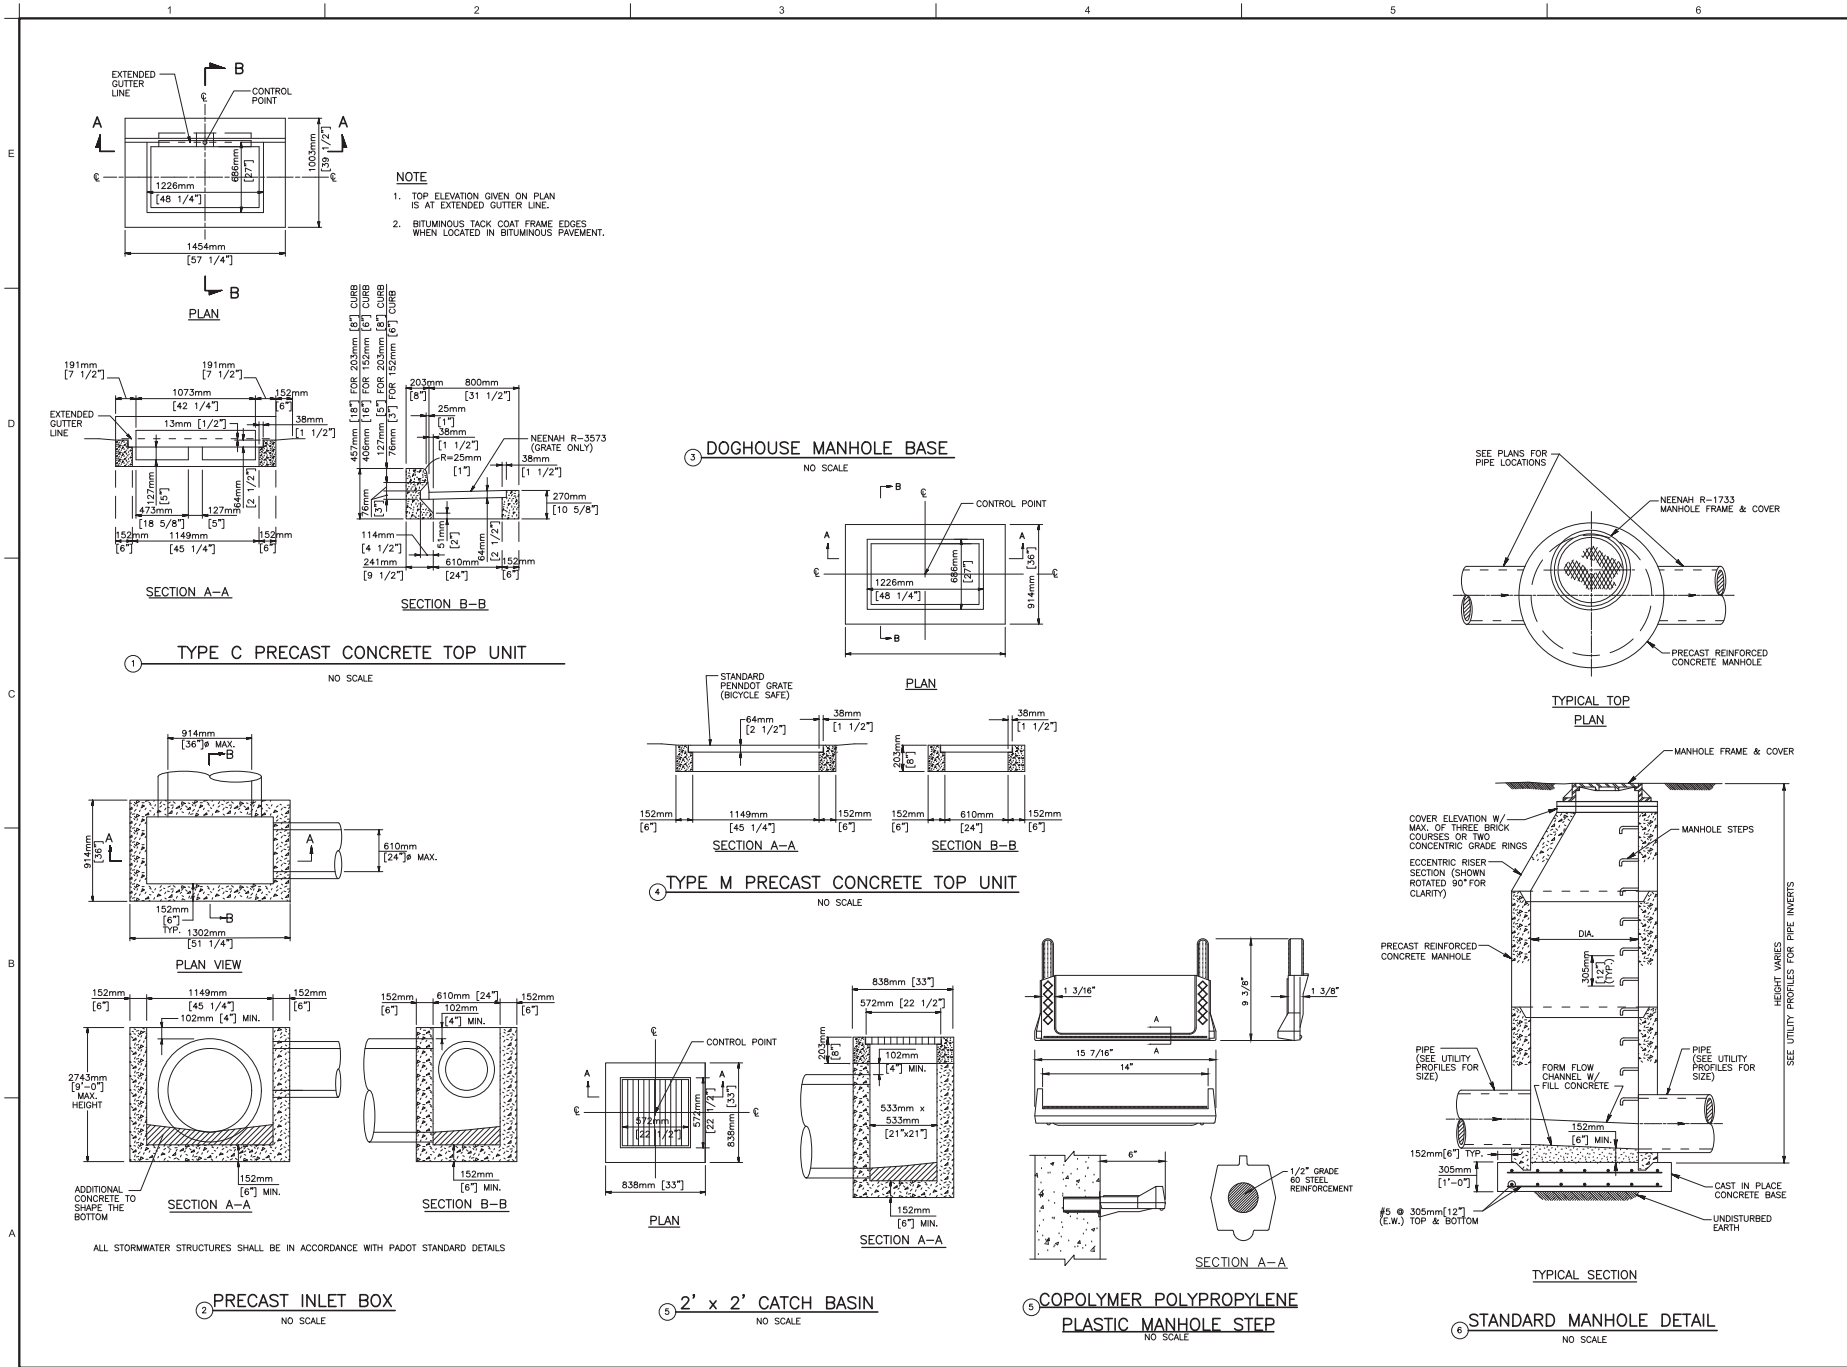 1 2 3 4 5 6
E
D
C
B
A
EXTENDED
GUTTER
LINE
B
℄
CONTROL
POINT
A
A
℄
℄
1003mm
[39 1/2"]
686mm
[27"]
1226mm
[48 1/4"]
1454mm
[57 1/4"]
B
PLAN
NOTE
1. TOP ELEVATION GIVEN ON PLAN
IS AT EXTENDED GUTTER LINE.
2. BITUMINOUS TACK COAT FRAME EDGES
WHEN LOCATED IN BITUMINOUS PAVEMENT.
191mm
[7 1/2"]
191mm
[7 1/2"]
1073mm
[42 1/4"]
152mm
[6"]
EXTENDED
GUTTER
LINE
13mm [1/2"]
38mm
[1 1/2"]
127mm
[5"]
64mm
[2 1/2"]
473mm
[18 5/8"]
127mm
[5"]
152mm
[6"]
1149mm
[45 1/4"]
152mm
[6"]
SECTION A-A
457mm [18"] FOR 203mm [8"] CURB
406mm [16"] FOR 152mm [6"] CURB
127mm [5"] FOR 203mm [8"] CURB
76mm [3"] FOR 152mm [6"] CURB
203mm
[8"]
800mm
[31 1/2"]
25mm
[1"]
38mm
[1 1/2"]
R=25mm
[1"]
NEENAH R-3573
(GRATE ONLY)
38mm
[1 1/2"]
76mm
[3"]
270mm
[10 5/8"]
114mm
[4 1/2"]
51mm
[2"]
64mm
[2 1/2"]
241mm
[9 1/2"]
610mm
[24"]
152mm
[6"]
SECTION B-B
1 TYPE C PRECAST CONCRETE TOP UNIT
NO SCALE
3 DOGHOUSE MANHOLE BASE
NO SCALE
B
℄
CONTROL POINT
A
A
℄
℄
686mm
[27"]
914mm [36"]
1226mm
[48 1/4"]
B
PLAN
STANDARD
PENNDOT GRATE
(BICYCLE SAFE)
64mm
[2 1/2"]
38mm
[1 1/2"]
38mm
[1 1/2"]
203mm
[8"]
152mm
[6"]
1149mm
[45 1/4"]
152mm
[6"]
152mm
[6"]
610mm
[24"]
152mm
[6"]
SECTION A-A
SECTION B-B
4 TYPE M PRECAST CONCRETE TOP UNIT
NO SCALE
914mm
[36"]ø MAX.
B
914mm
[36"]
A
A
610mm
[24"]ø MAX.
152mm
[6"]
TYP.
B
1302mm
[51 1/4"]
PLAN VIEW
152mm
[6"]
1149mm
[45 1/4"]
152mm
[6"]
102mm [4"] MIN.
2743mm
[9'-0"]
MAX.
HEIGHT
152mm
[6"] MIN.
ADDITIONAL
CONCRETE TO
SHAPE THE
BOTTOM
SECTION A-A
152mm
[6"]
610mm [24"]
152mm
[6"]
102mm
[4"] MIN.
152mm
[6"] MIN.
SECTION B-B
ALL STORMWATER STRUCTURES SHALL BE IN ACCORDANCE WITH PADOT STANDARD DETAILS
2 PRECAST INLET BOX
NO SCALE
℄
CONTROL POINT
A
A
℄
℄
572mm
[22 1/2"]
572mm
[22 1/2"]
838mm [33"]
838mm [33"]
PLAN
838mm [33"]
572mm [22 1/2"]
203mm
[8"]
102mm
[4"] MIN.
533mm x
533mm
[21"x21"]
152mm
[6"] MIN.
SECTION A-A
5 2' x 2' CATCH BASIN
NO SCALE
1 3/16"
9 3/8"
1 3/8"
A
A
15 7/16"
14"
6"
1/2" GRADE
60 STEEL
REINFORCEMENT
SECTION A-A
5 COPOLYMER POLYPROPYLENE
PLASTIC MANHOLE STEP
NO SCALE
SEE PLANS FOR
PIPE LOCATIONS
NEENAH R-1733
MANHOLE FRAME & COVER
PRECAST REINFORCED
CONCRETE MANHOLE
TYPICAL TOP
PLAN
MANHOLE FRAME & COVER
COVER ELEVATION W/
MAX. OF THREE BRICK
COURSES OR TWO
CONCENTRIC GRADE RINGS
MANHOLE STEPS
ECCENTRIC RISER
SECTION (SHOWN
ROTATED 90° FOR
CLARITY)
DIA.
PRECAST REINFORCED
CONCRETE MANHOLE
305mm
[12"]
(TYP.)
HEIGHT VARIES
SEE UTILITY PROFILES FOR PIPE INVERTS
PIPE
(SEE UTILITY
PROFILES FOR
SIZE)
FORM FLOW
CHANNEL W/
FILL CONCRETE
PIPE
(SEE UTILITY
PROFILES FOR
SIZE)
152mm
[6"] MIN.
152mm[6"] TYP.
305mm
[1'-0"]
#5 @ 305mm[12"]
(E.W.) TOP & BOTTOM
CAST IN PLACE
CONCRETE BASE
UNDISTURBED
EARTH
TYPICAL SECTION
6 STANDARD MANHOLE DETAIL
NO SCALE